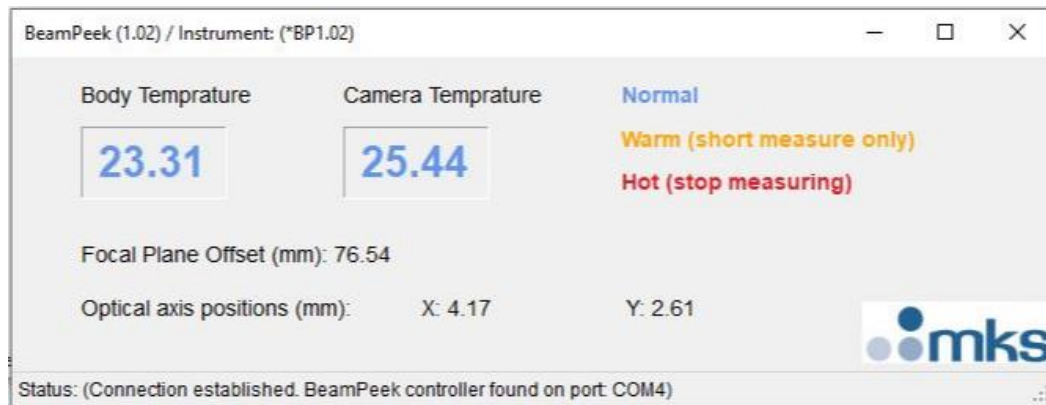 BeamPeek (1.02) / Instrument: (*BP1.02)
Body Temprature Camera Temprature Normal
Warm (short measure only)
23.31 25.44
Hot (stop measuring)
Focal Plane Offset (mm): 76.54
Optical axis positions (mm): X: 4.17 Y: 2.61
mks
Status: (Connection established. BeamPeek controller found on port: COM4)